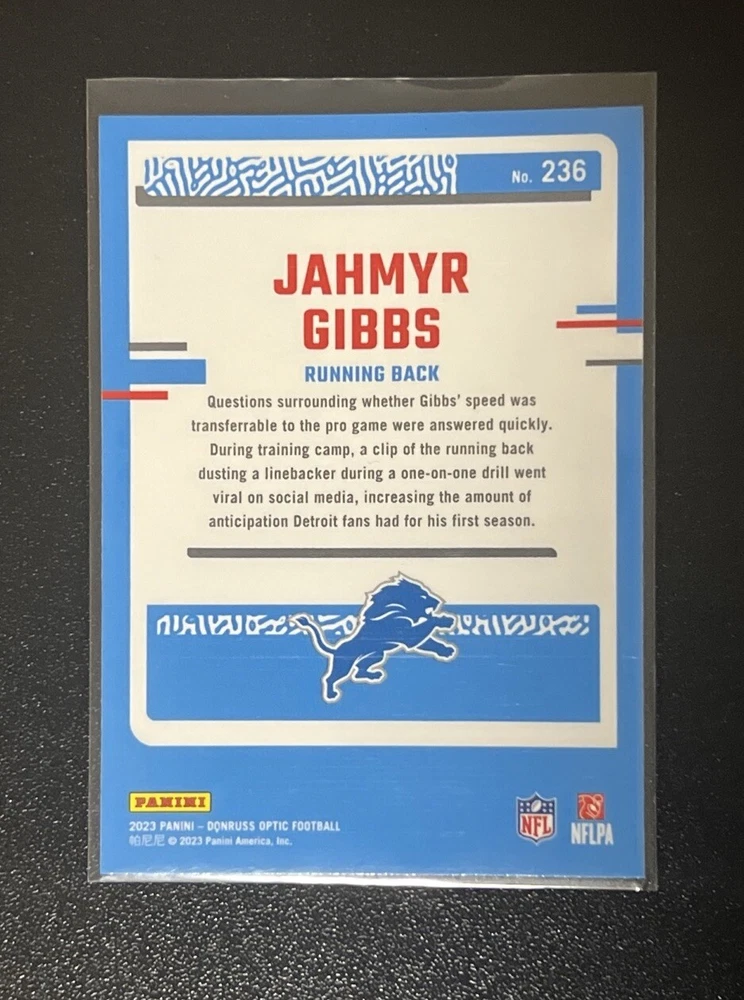 No. 236
JAHMYR
GIBBS
RUNNING BACK
Questions surrounding whether Gibbs' speed was
transferrable to the pro game were answered quickly.
During training camp, a clip of the running back
dusting a linebacker during a one-on-one drill went
viral on social media, increasing the amount of
anticipation Detroit fans had for his first season.
PANINI
2023 PANINI – DONRUSS OPTIC FOOTBALL
帕尼尼 © 2023 Panini America, Inc.
NFL
NFLPA